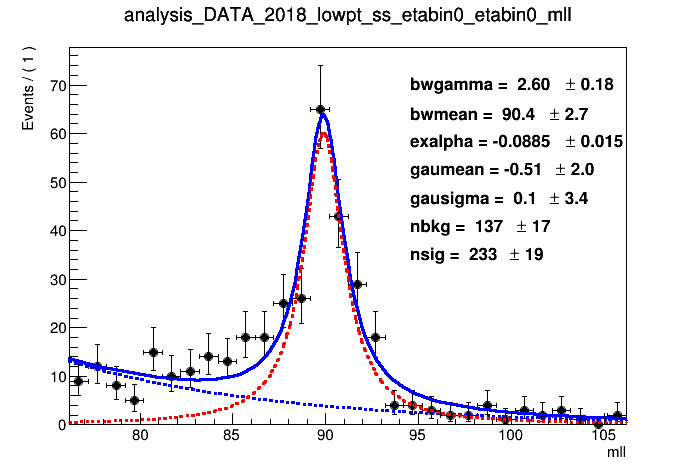 analysis_DATA_2018_lowpt_ss_etabin0_etabin0_mll
Events / ( 1 )
70
60
50
40
30
20
10
0
bwgamma = 2.60 ± 0.18
bwmean = 90.4 ± 2.7
exalpha = -0.0885 ± 0.015
gaumean = -0.51 ± 2.0
gausigma = 0.1 ± 3.4
nbkg = 137 ± 17
nsig = 233 ± 19
80 85 90 95 100 105
mll